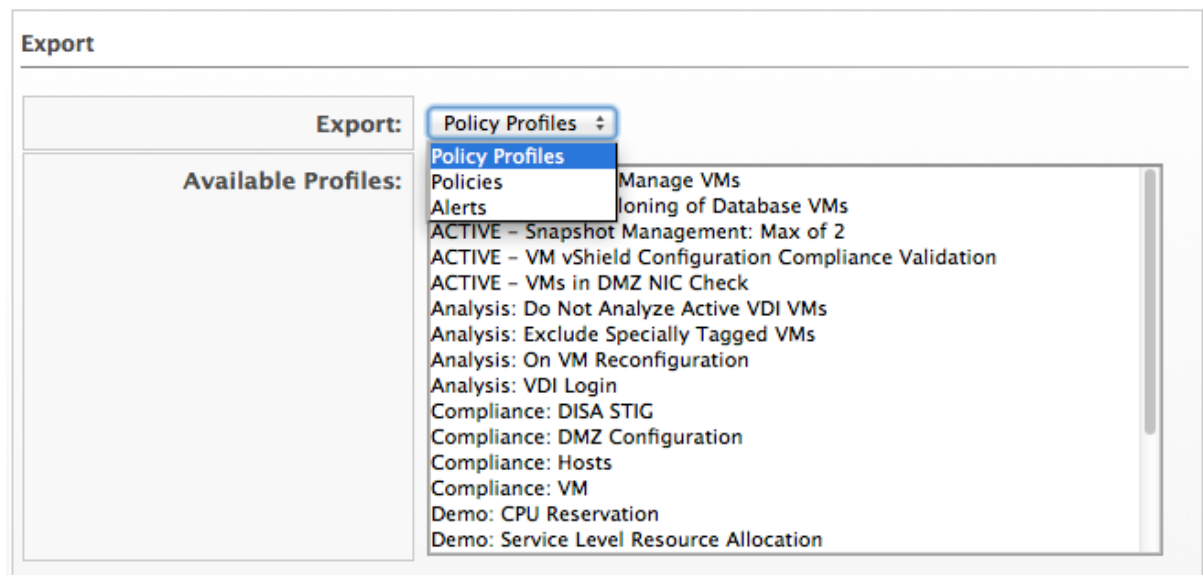 Export
Export:
Policy Profiles
Policy Profiles
Policies
Alerts
Available Profiles:
Manage VMs
loning of Database VMs
ACTIVE – Snapshot Management: Max of 2
ACTIVE – VM vShield Configuration Compliance Validation
ACTIVE – VMs in DMZ NIC Check
Analysis: Do Not Analyze Active VDI VMs
Analysis: Exclude Specially Tagged VMs
Analysis: On VM Reconfiguration
Analysis: VDI Login
Compliance: DISA STIG
Compliance: DMZ Configuration
Compliance: Hosts
Compliance: VM
Demo: CPU Reservation
Demo: Service Level Resource Allocation